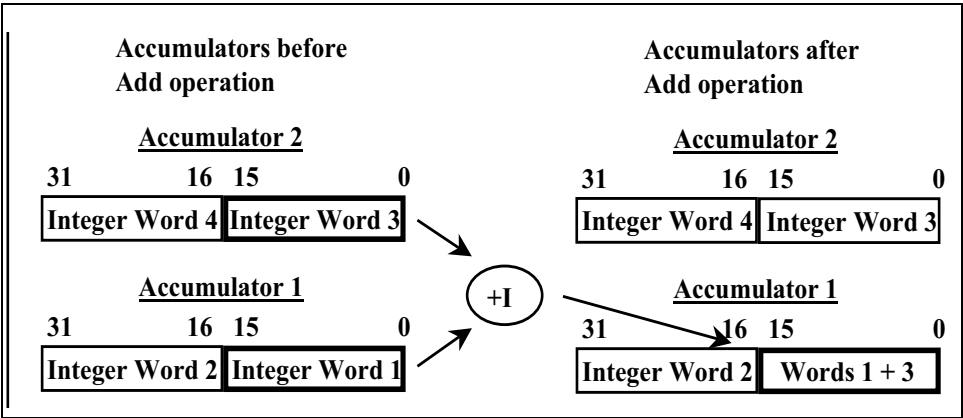 Accumulators before
Add operation
Accumulator 2
31 16 15 0
Integer Word 4 Integer Word 3
Accumulator 1
31 16 15 0
Integer Word 2 Integer Word 1
+I
Accumulators after
Add operation
Accumulator 2
31 16 15 0
Integer Word 4 Integer Word 3
Accumulator 1
31 16 15 0
Integer Word 2 Words 1 + 3